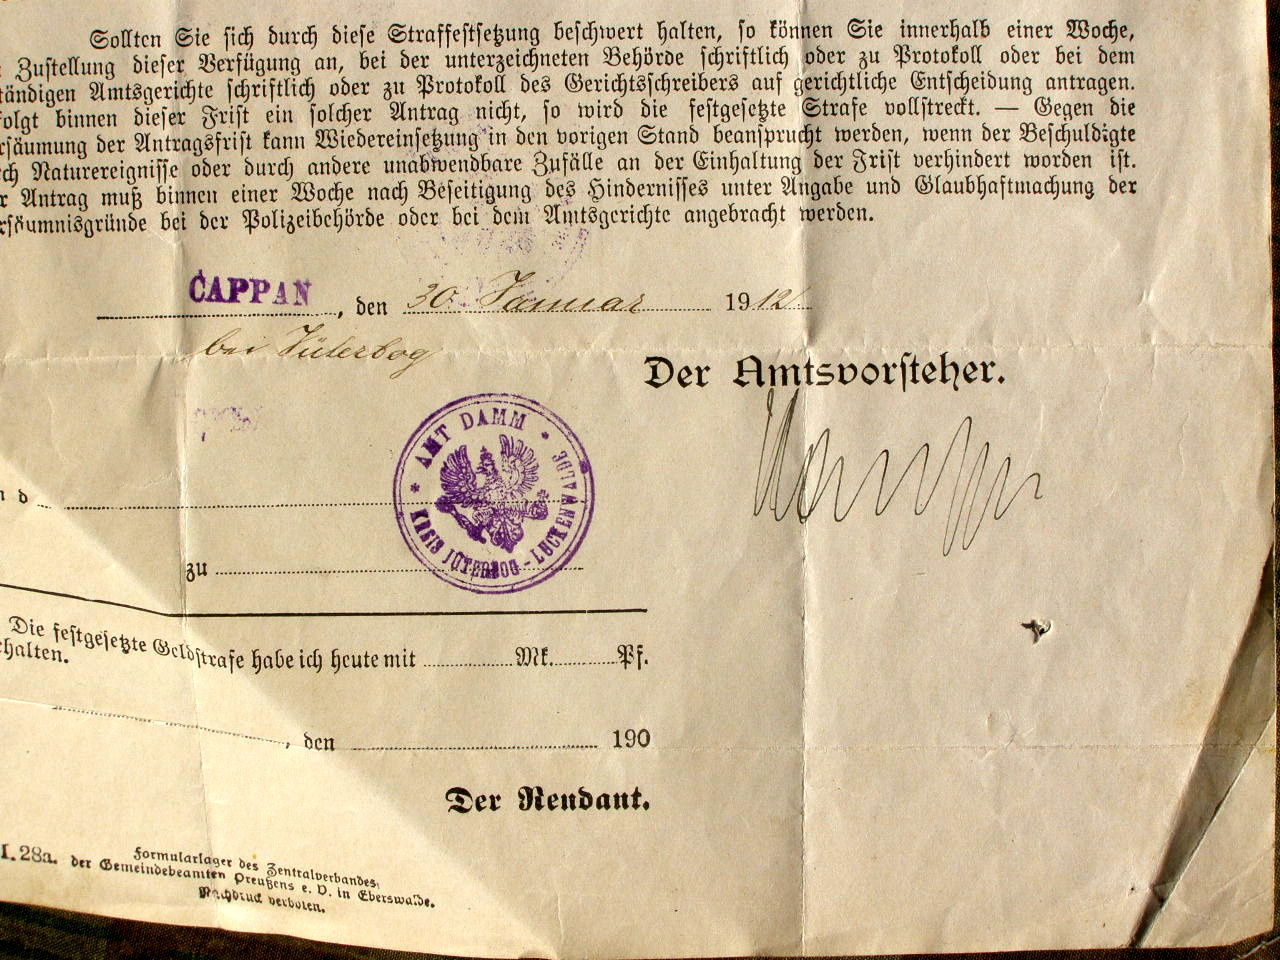 Sollten Sie sich durch diese Straffestsetzung beschwert halten, so können Sie innerhalb einer Woche,
Zustellung dieser Verfügung an, bei der unterzeichneten Behörde schriftlich oder zu Protokoll oder bei dem
tändigen Amtsgerichte schriftlich oder zu Protokoll des Gerichtsschreibers auf gerichtliche Entscheidung antragen.
folgt binnen dieser Frist ein solcher Antrag nicht, so wird die festgesetzte Strafe vollstreckt. — Gegen die
rsäumung der Antragsfrist kann Wiedereinsetzung in den vorigen Stand beansprucht werden, wenn der Beschuldigte
ch Naturereignisse oder durch andere unabwendbare Zufälle an der Einhaltung der Frist verhindert worden ist.
r Antrag muß binnen einer Woche nach Beseitigung des Hindernisses unter Angabe und Glaubhaftmachung der
rsäumnisgründe bei der Polizeibehörde oder bei dem Amtsgerichte angebracht werden.
CAPPAN, den 30. Januar 1912
bei Jüterbog
Der Amtsvorsteher.
AMT DAMM
KREIS JÜTERBOG-LUCKENWALDE
n d
zu
Die festgesetzte Geldstrafe habe ich heute mit Mk. Pf.
rhalten.
, den 190
Der Rendant.
I. 28a. Formularlager des Zentralverbandes
der Gemeindebeamten Preußens e. V. in Eberswalde.
Nachdruck verboten.